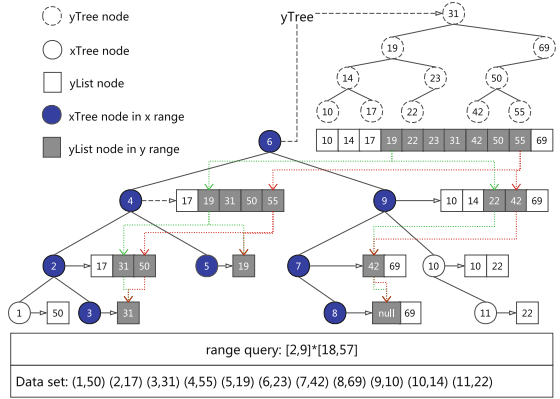 yTree node
xTree node
yList node
xTree node in x range
yList node in y range
yTree
31
19 69
14 23 50
10 17 22 42 55
10 14 17 19 22 23 31 42 50 55 69
6
4 17 19 31 50 55 9 10 14 22 42 69
2 17 31 50 5 19 7 42 69 10 10 22
1 50 3 31 8 null 69 11 22
range query: [2,9]*[18,57]
Data set: (1,50) (2,17) (3,31) (4,55) (5,19) (6,23) (7,42) (8,69) (9,10) (10,14) (11,22)